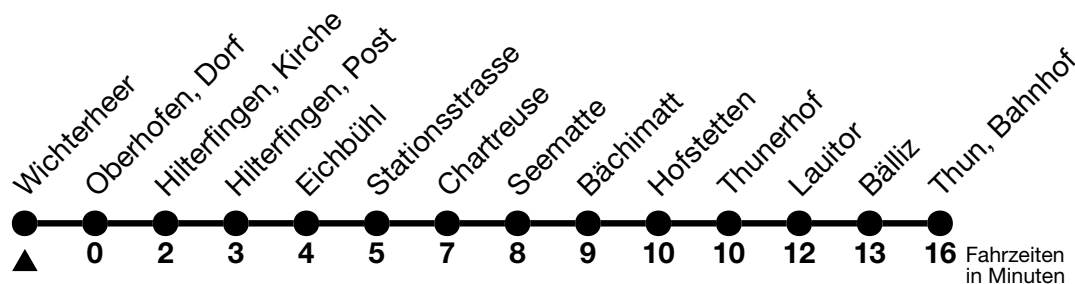 Wichterheer
Oberhofen, Dorf
Hilterfingen, Kirche
Hilterfingen, Post
Eichbühl
Stationsstrasse
Chartreuse
Seematte
Bächimatt
Hofstetten
Thunerhof
Lauitor
Bälliz
Thun, Bahnhof
0 2 3 4 5 7 8 9 10 10 12 13 16 Fahrzeiten
in Minuten